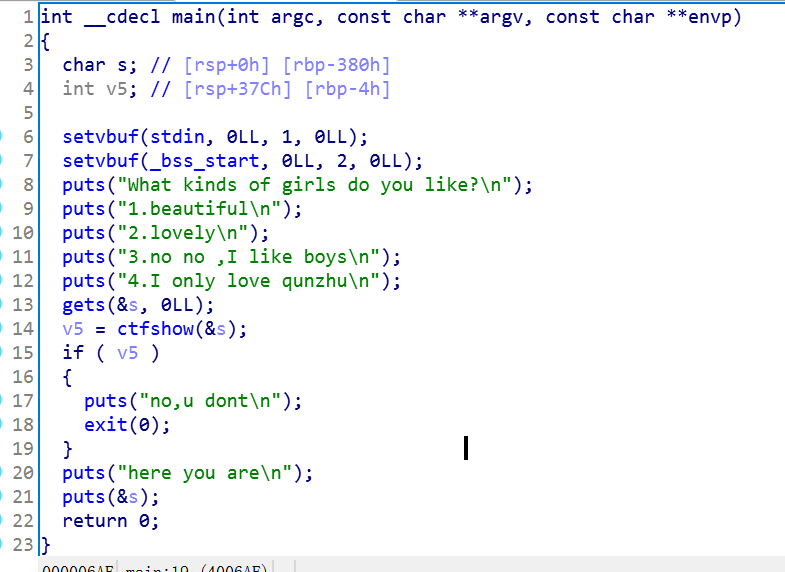 1 int __cdecl main(int argc, const char **argv, const char **envp)
2 {
3   char s; // [rsp+0h] [rbp-380h]
4   int v5; // [rsp+37Ch] [rbp-4h]
5
6   setvbuf(stdin, 0LL, 1, 0LL);
7   setvbuf(_bss_start, 0LL, 2, 0LL);
8   puts("What kinds of girls do you like?\n");
9   puts("1.beautiful\n");
10   puts("2.lovely\n");
11   puts("3.no no ,I like boys\n");
12   puts("4.I only love qunzhu\n");
13   gets(&s, 0LL);
14   v5 = ctfshow(&s);
15   if ( v5 )
16   {
17     puts("no,u dont\n");
18     exit(0);
19   }
20   puts("here you are\n");
21   puts(&s);
22   return 0;
23 }
000006AF main:19 (4006AF)